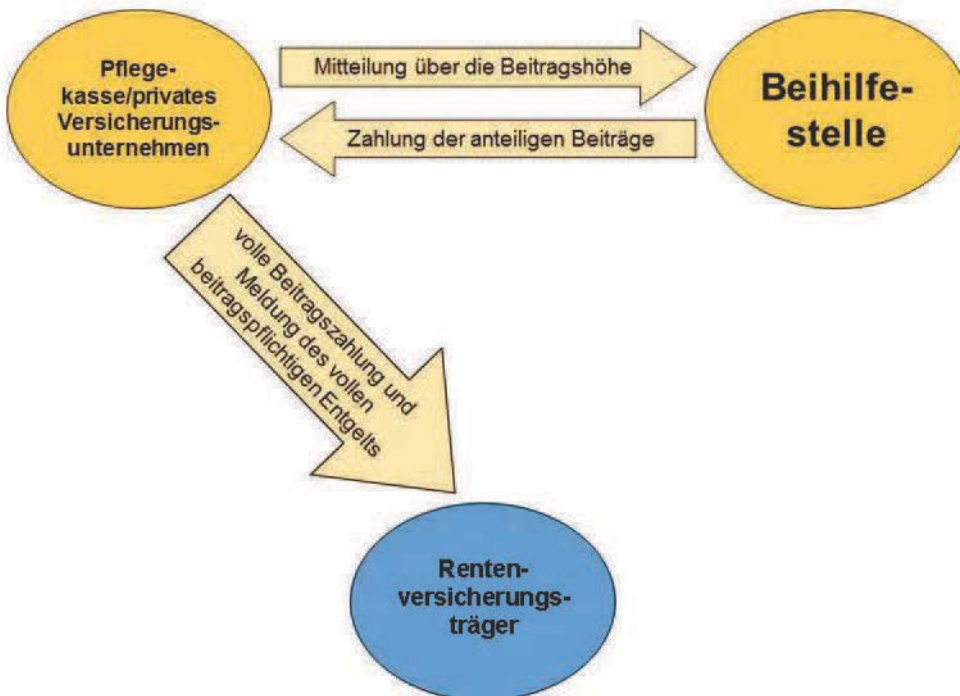 Pflege-
kasse/privates
Versicherungs-
unternehmen
Mitteilung über die Beitragshöhe
Zahlung der anteiligen Beiträge
Beihilfe-
stelle
volle Beitragszahlung und
Meldung des vollen
beitragspflichtigen Entgelts
Renten-
versicherungs-
träger